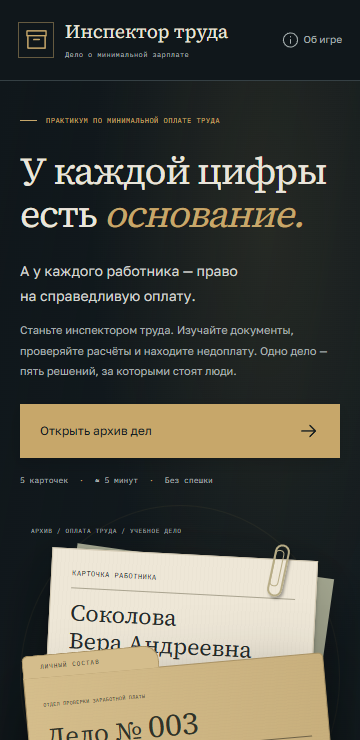 Инспектор труда
Дело о минимальной зарплате
Об игре
ПРАКТИКУМ ПО МИНИМАЛЬНОЙ ОПЛАТЕ ТРУДА
У каждой цифры
есть основание.
А у каждого работника — право
на справедливую оплату.
Станьте инспектором труда. Изучайте документы,
проверяйте расчёты и находите недоплату. Одно дело —
пять решений, за которыми стоят люди.
Открыть архив дел
5 карточек · ≈ 5 минут · Без спешки
АРХИВ / ОПЛАТА ТРУДА / УЧЕБНОЕ ДЕЛО
КАРТОЧКА РАБОТНИКА
Соколова
Вера Андреевна
ЛИЧНЫЙ СОСТАВ
ОТДЕЛ ПРОВЕРКИ ЗАРАБОТНОЙ ПЛАТЫ
Дело № 003